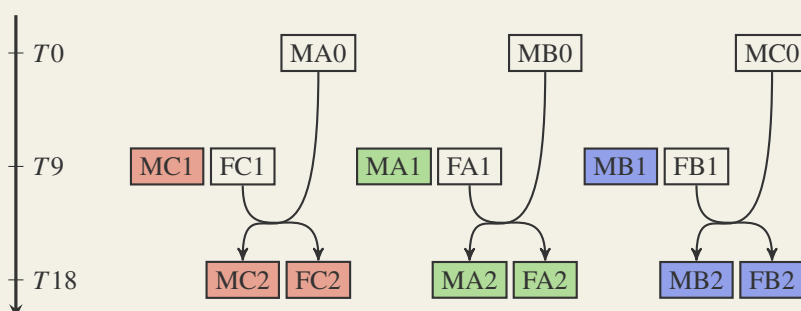 T0 MA0 MB0 MC0
T9 MC1 FC1 MA1 FA1 MB1 FB1
T18 MC2 FC2 MA2 FA2 MB2 FB2